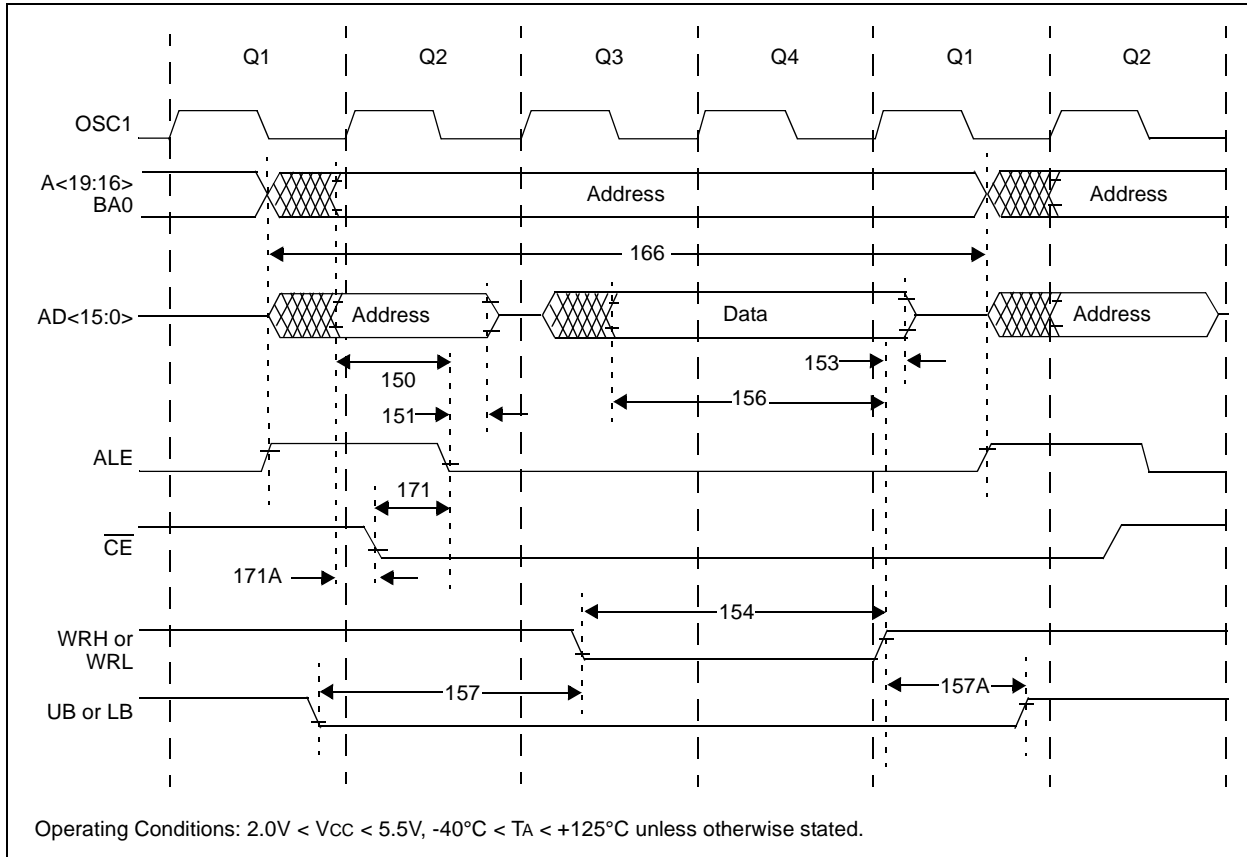 Q1 Q2 Q3 Q4 Q1 Q2
OSC1
A<19:16>
BA0
Address Address
166
AD<15:0>
Address Data Address
150
153
151
156
ALE
171
CE
171A
154
WRH or
WRL
157
157A
UB or LB
Operating Conditions: 2.0V < VCC < 5.5V, -40°C < TA < +125°C unless otherwise stated.